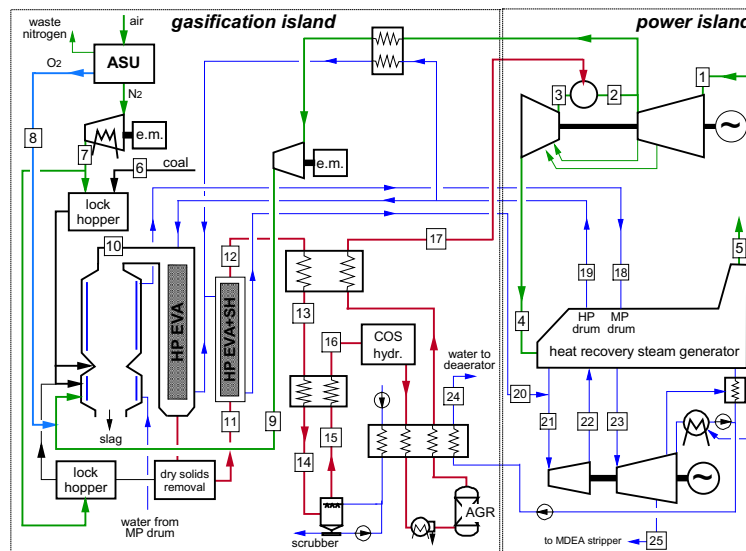 gasification island
power island
waste
nitrogen
air
O2
ASU
N2
e.m.
8
7
6
coal
lock
hopper
e.m.
1
3
2
10
12
17
HP EVA
HP EVA+SH
13
16
COS
hydr.
water to
deaerator
24
19
18
5
4
HP
drum
MP
drum
heat recovery steam generator
20
21
22
23
slag
11
9
15
14
lock
hopper
dry solids
removal
water from
MP drum
scrubber
AGR
to MDEA stripper
25